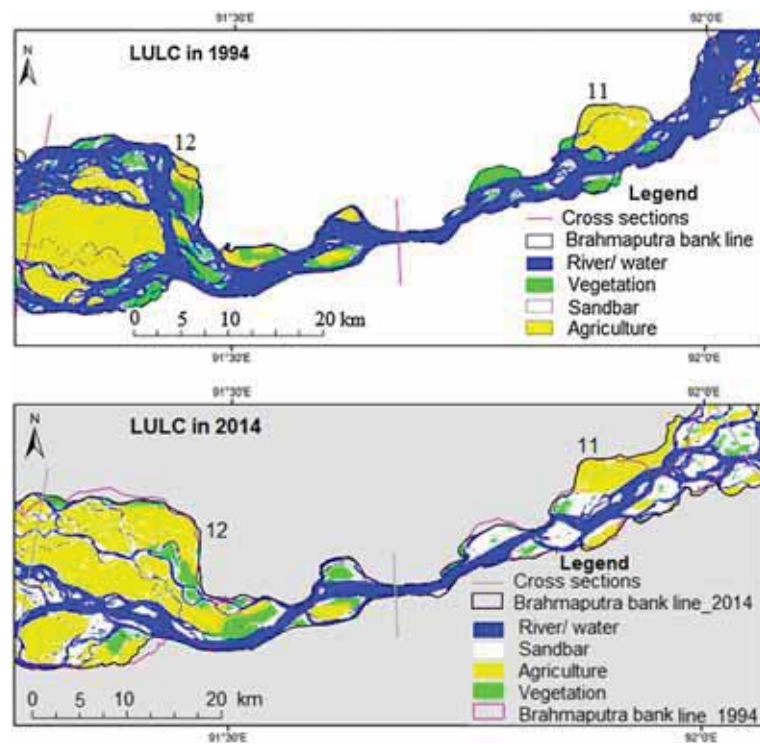 91°30'E
92°0'E
LULC in 1994
N
11
12
Legend
Cross sections
Brahmaputra bank line
River/ water
Vegetation
Sandbar
Agriculture
0 5 10 20 km
91°30'E
92°0'E
91°30'E
92°0'E
LULC in 2014
N
11
12
Legend
Cross sections
Brahmaputra bank line_2014
River/ water
Sandbar
Agriculture
Vegetation
Brahmaputra bank line_1994
0 5 10 20 km
91°30'E
92°0'E